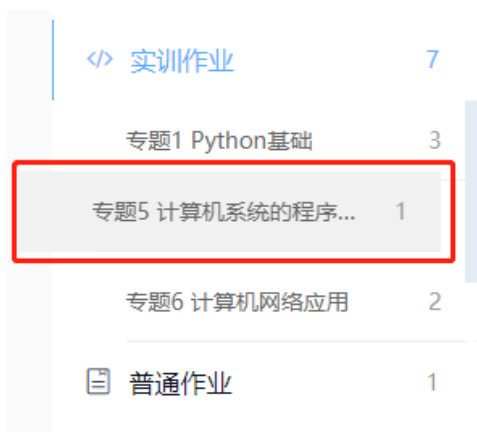 </> 实训作业 7
专题1 Python基础 3
专题5 计算机系统的程序... 1
专题6 计算机网络应用 2
普通作业 1